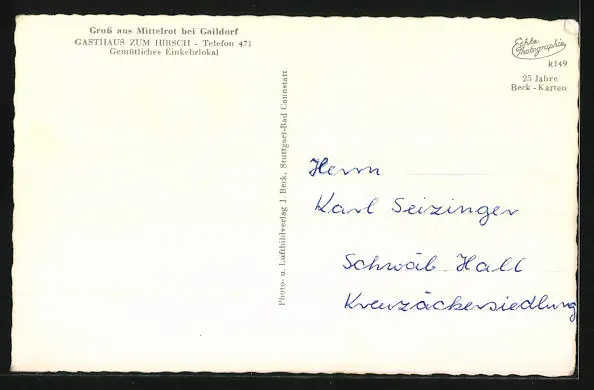 Gruß aus Mittelrot bei Gaildorf
GASTHAUS ZUM HIRSCH - Telefon 471
Gemütliches Einkehrlokal
Echte
Photographie
k149
25 Jahre
Beck-Karten
Photo- u. Luftbildverlag J. Beck, Stuttgart-Bad Cannstatt
Herrn
Karl Seizinger
Schwäb. Hall
Kreuzäckersiedlung